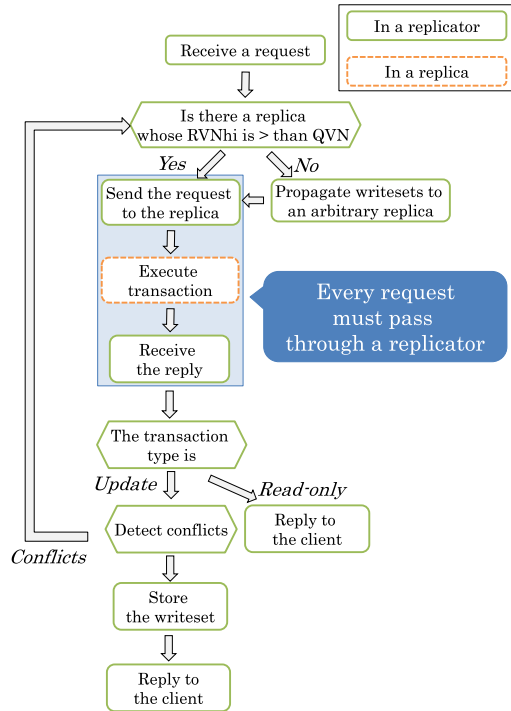 In a replicator
In a replica
Receive a request
Is there a replica
whose RVNhi is > than QVN
Yes
No
Send the request
to the replica
Propagate writesets to
an arbitrary replica
Execute
transaction
Every request
must pass
through a replicator
Receive
the reply
The transaction
type is
Update
Read-only
Detect conflicts
Reply to
the client
Conflicts
Store
the writeset
Reply to
the client